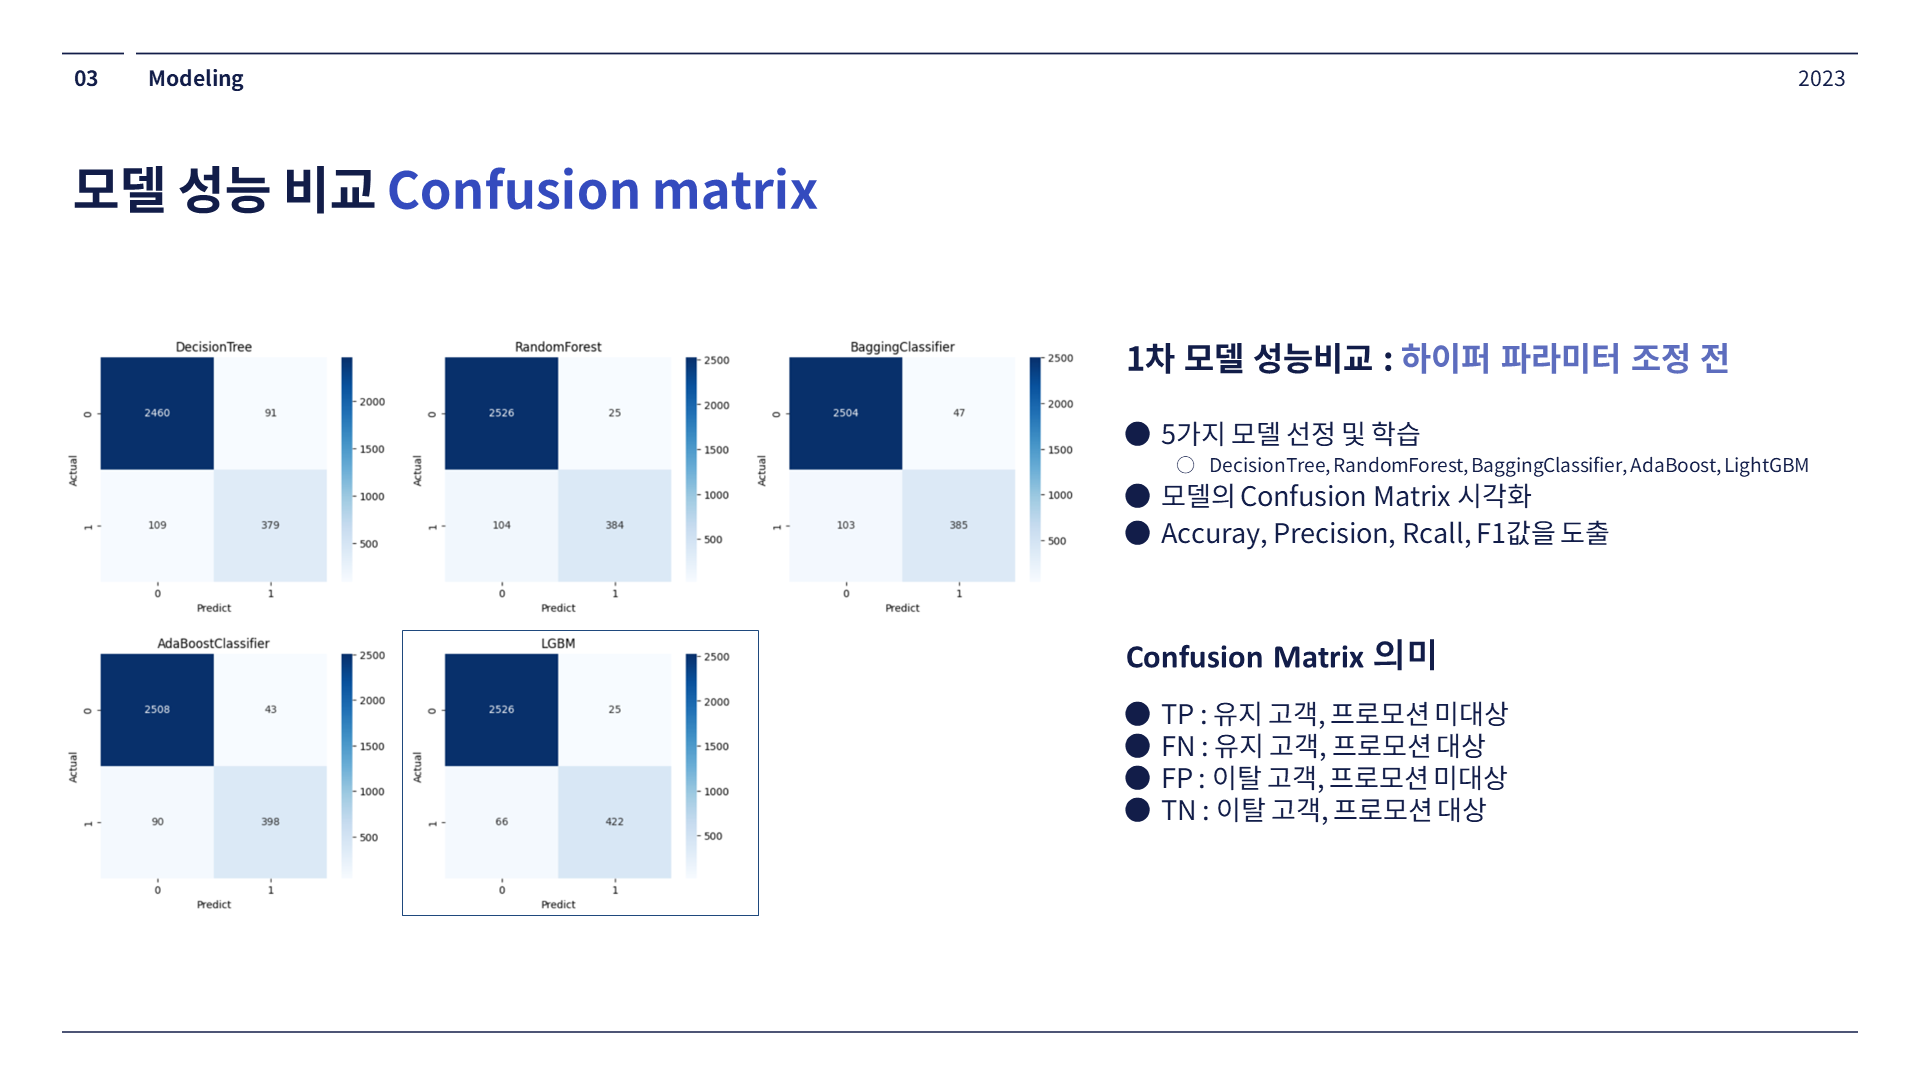 03 Modeling 2023
모델 성능 비교 Confusion matrix
DecisionTree
2460 91
109 379
0
1
Actual
0 1
Predict
2000
1500
1000
500
RandomForest
2526 25
104 384
0
1
Actual
0 1
Predict
2500
2000
1500
1000
500
BaggingClassifier
2504 47
103 385
0
1
Actual
0 1
Predict
2500
2000
1500
1000
500
AdaBoostClassifier
2508 43
90 398
0
1
Actual
0 1
Predict
2500
2000
1500
1000
500
LGBM
2526 25
66 422
0
1
Actual
0 1
Predict
2500
2000
1500
1000
500
1차 모델 성능비교 : 하이퍼 파라미터 조정 전
● 5가지 모델 선정 및 학습
○ DecisionTree, RandomForest, BaggingClassifier, AdaBoost, LightGBM
● 모델의 Confusion Matrix 시각화
● Accuray, Precision, Rcall, F1값을 도출
Confusion Matrix 의미
● TP : 유지 고객, 프로모션 미대상
● FN : 유지 고객, 프로모션 대상
● FP : 이탈 고객, 프로모션 미대상
● TN : 이탈 고객, 프로모션 대상